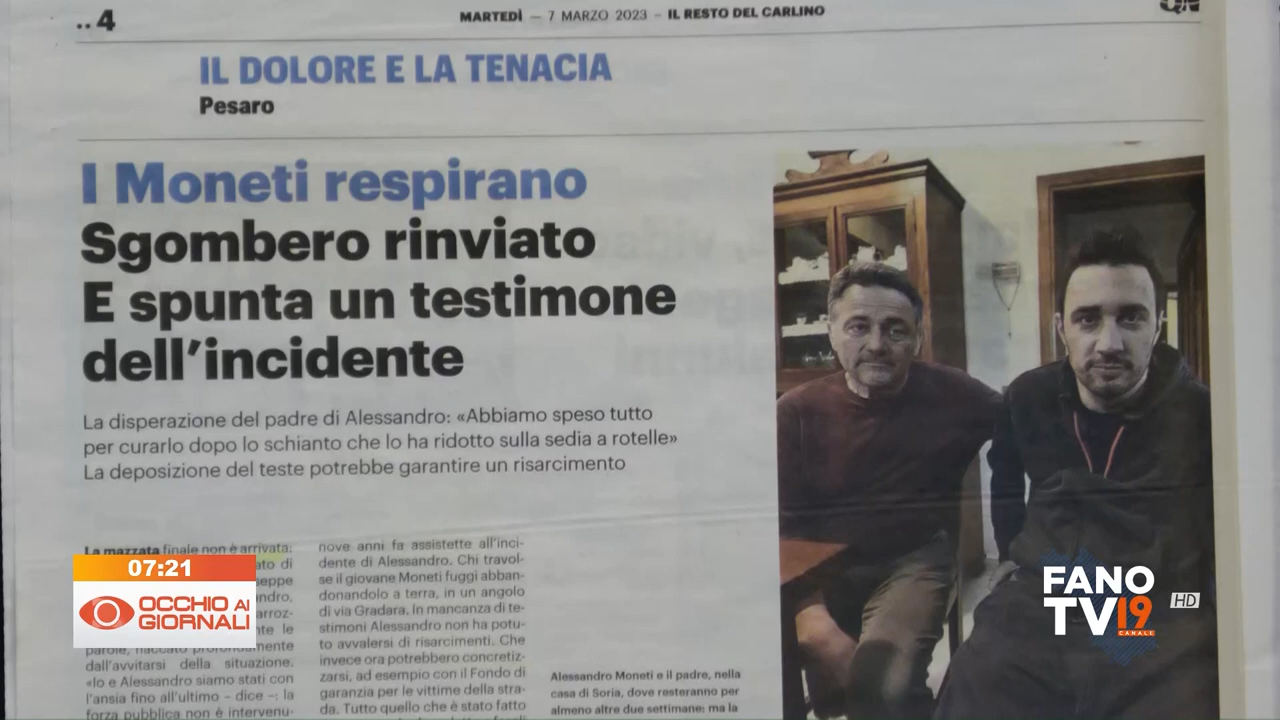 .. 4
MARTEDÌ — 7 MARZO 2023 – IL RESTO DEL CARLINO
IL DOLORE E LA TENACIA
Pesaro
I Moneti respirano
Sgombero rinviato
E spunta un testimone
dell'incidente
La disperazione del padre di Alessandro: «Abbiamo speso tutto
per curarlo dopo lo schianto che lo ha ridotto sulla sedia a rotelle»
La deposizione del teste potrebbe garantire un risarcimento
La mazzata finale non è arrivata:
parole, fiaccato profondamente
dall'avvitarsi della situazione.
«Io e Alessandro siamo stati con
l'ansia fino all'ultimo – dice –: la
forza pubblica non è intervenu-
nove anni fa assistette all'inci-
dente di Alessandro. Chi travol-
se il giovane Moneti fuggì abban-
donandolo a terra, in un angolo
di via Gradara. In mancanza di te-
stimoni Alessandro non ha potu-
to avvalersi di risarcimenti. Che
invece ora potrebbero concretiz-
zarsi, ad esempio con il Fondo di
garanzia per le vittime della stra-
da. Tutto quello che è stato fatto
Alessandro Moneti e il padre, nella
casa di Soria, dove resteranno per
almeno altre due settimane: ma la
07:21
OCCHIO AI
GIORNALI
FANO
TV19
CANALE
HD